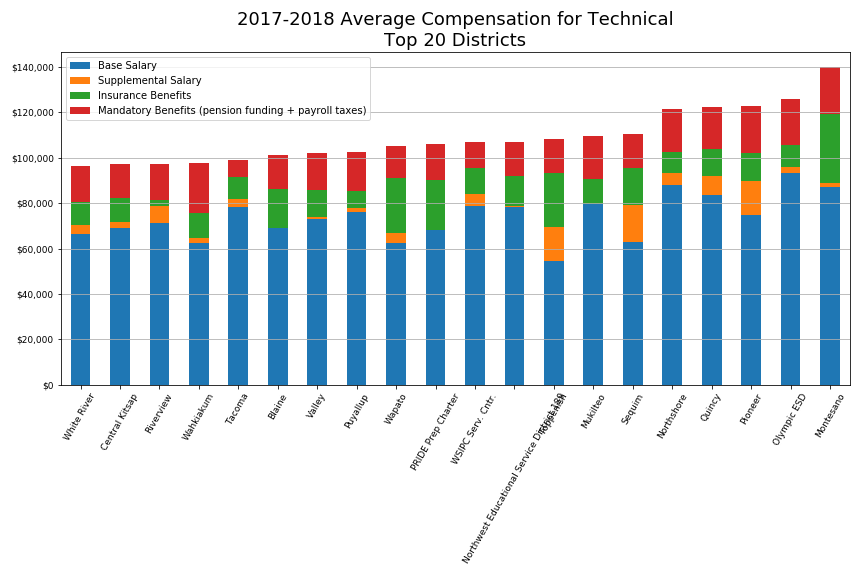 2017-2018 Average Compensation for Technical
Top 20 Districts
Base Salary
Supplemental Salary
Insurance Benefits
Mandatory Benefits (pension funding + payroll taxes)
$140,000
$120,000
$100,000
$80,000
$60,000
$40,000
$20,000
$0
White River
Central Kitsap
Riverview
Wahkiakum
Tacoma
Blaine
Valley
Puyallup
Wapato
PRIDE Prep Charter
WSIPC Serv. Cntr.
Northwest Educational Service District 189
Toppenish
Mukilteo
Sequim
Northshore
Quincy
Pioneer
Olympic ESD
Montesano